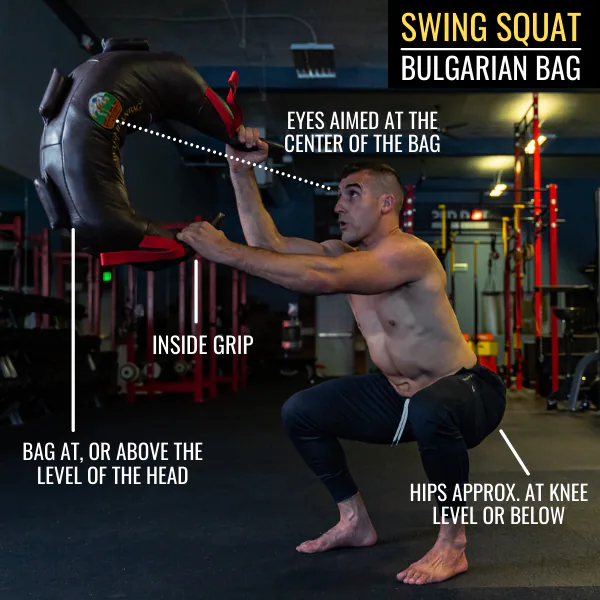 SWING SQUAT
BULGARIAN BAG
EYES AIMED AT THE
CENTER OF THE BAG
INSIDE GRIP
BAG AT, OR ABOVE THE
LEVEL OF THE HEAD
HIPS APPROX. AT KNEE
LEVEL OR BELOW